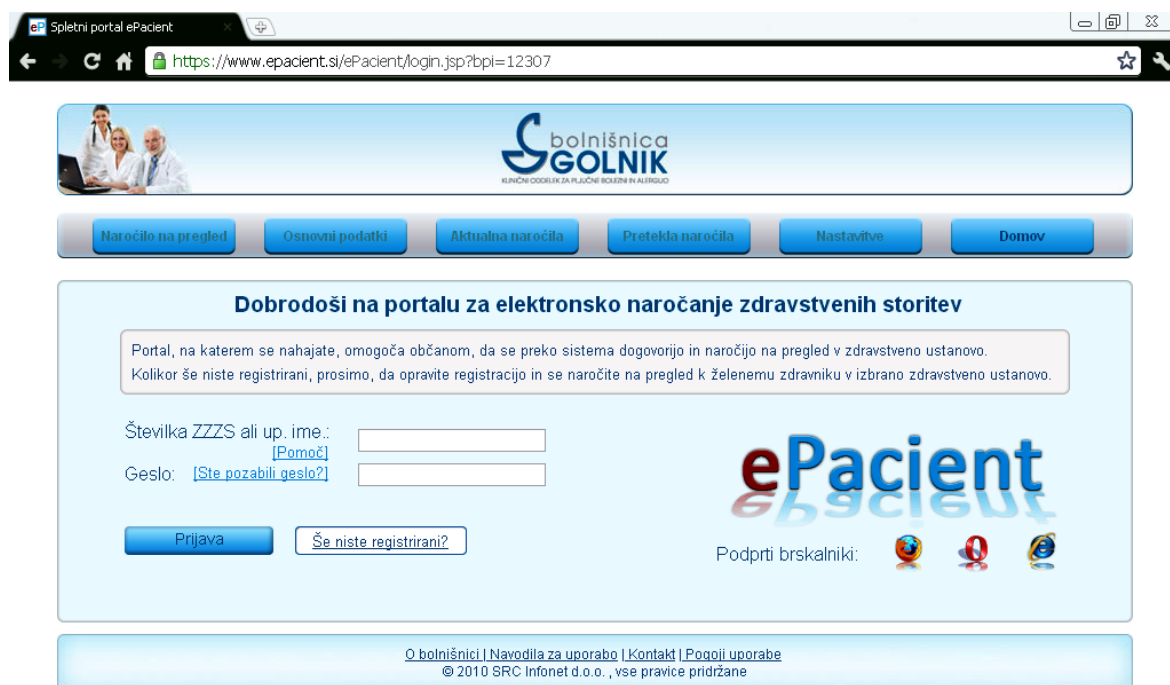 eP Spletni portal ePacient
https://www.epacient.si/ePacient/login.jsp?bpi=12307
bolnišnica
GOLNIK
KLINIČNI ODDELEK ZA PLJUČNE BOLEZNI IN ALERGIJO
Naročilo na pregled Osnovni podatki Aktualna naročila Pretekla naročila Nastavitve Domov
Dobrodoši na portalu za elektronsko naročanje zdravstvenih storitev
Portal, na katerem se nahajate, omogoča občanom, da se preko sistema dogovorijo in naročijo na pregled v zdravstveno ustanovo.
Kolikor še niste registrirani, prosimo, da opravite registracijo in se naročite na pregled k želenemu zdravniku v izbrano zdravstveno ustanovo.
Številka ZZZS ali up. ime.:
[Pomoč]
Geslo: [Ste pozabili geslo?]
Prijava Še niste registrirani?
ePacient
Podprti brskalniki:
O bolnišnici | Navodila za uporabo | Kontakt | Pogoji uporabe
© 2010 SRC Infonet d.o.o. , vse pravice pridržane